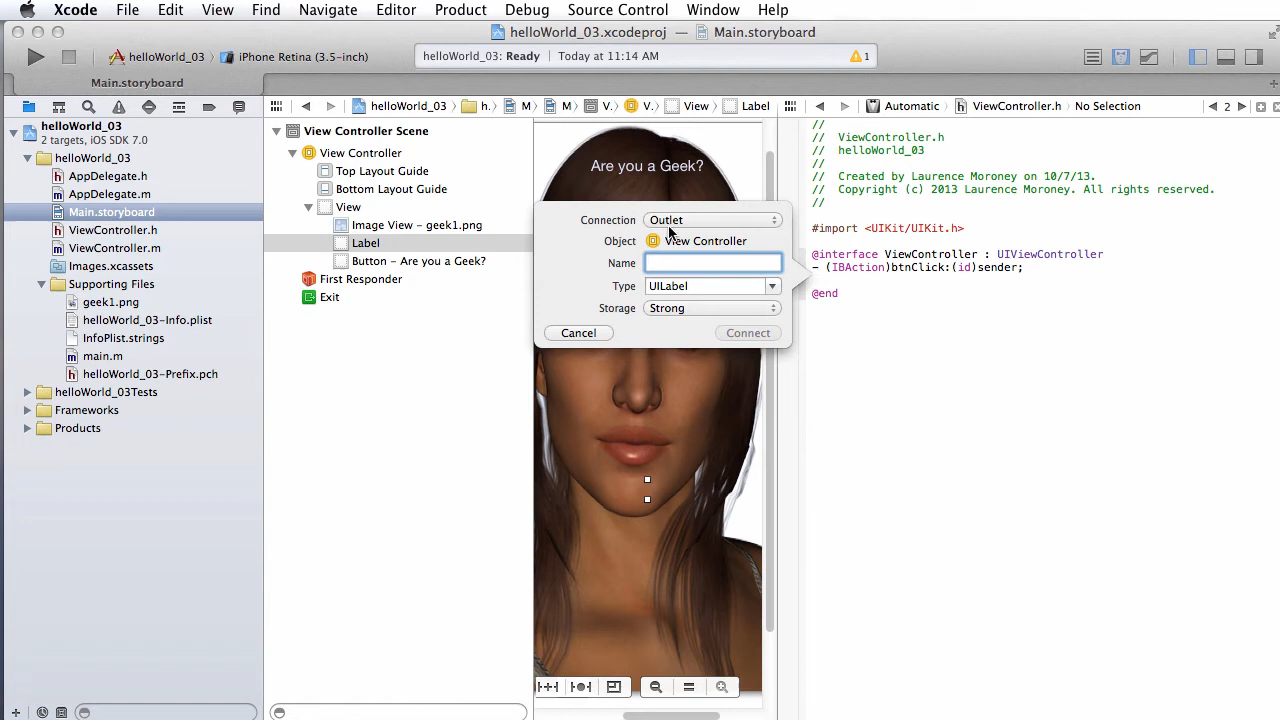 Xcode File Edit View Find Navigate Editor Product Debug Source Control Window Help
helloWorld_03.xcodeproj — Main.storyboard
helloWorld_03 iPhone Retina (3.5-inch) helloWorld_03: Ready Today at 11:14 AM 1
Main.storyboard
helloWorld_03 h. M M V. V. View Label Automatic ViewController.h No Selection 2
helloWorld_03
2 targets, iOS SDK 7.0
helloWorld_03
AppDelegate.h
AppDelegate.m
Main.storyboard
ViewController.h
ViewController.m
Images.xcassets
Supporting Files
geek1.png
helloWorld_03-Info.plist
InfoPlist.strings
main.m
helloWorld_03-Prefix.pch
helloWorld_03Tests
Frameworks
Products
View Controller Scene
View Controller
Top Layout Guide
Bottom Layout Guide
View
Image View – geek1.png
Label
Button – Are you a Geek?
First Responder
Exit
Are you a Geek?
Connection Outlet
Object View Controller
Name
Type UILabel
Storage Strong
Cancel Connect
//
// ViewController.h
// helloWorld_03
//
// Created by Laurence Moroney on 10/7/13.
// Copyright (c) 2013 Laurence Moroney. All rights reserved.
//
#import <UIKit/UIKit.h>
@interface ViewController : UIViewController
- (IBAction)btnClick:(id)sender;
@end